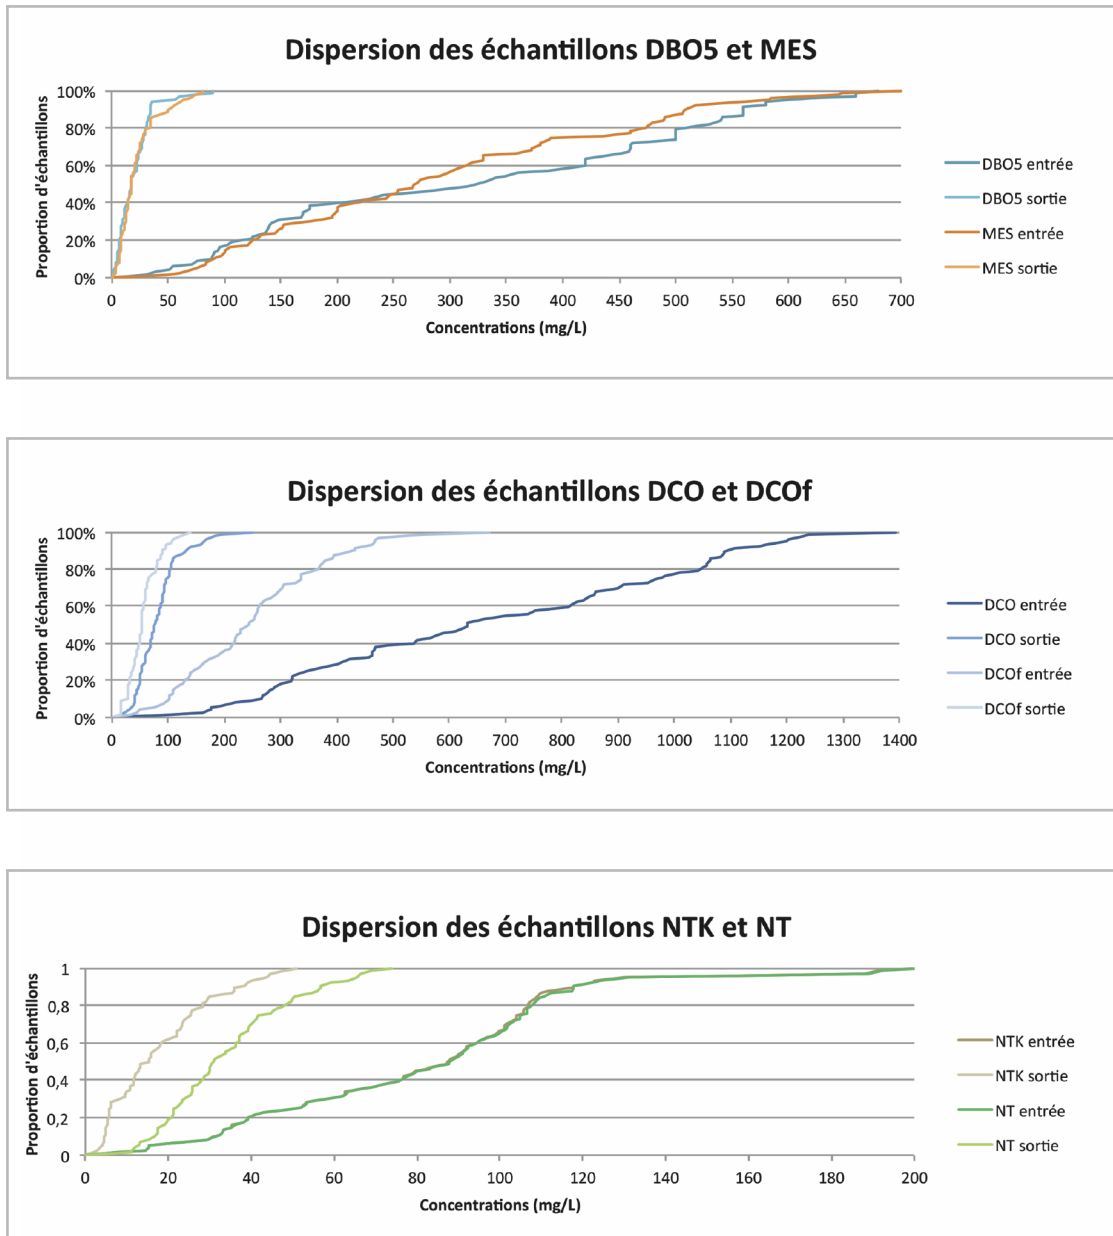 Dispersion des échantillons DBO5 et MES
Proportion d'échantillons
100%
80%
60%
40%
20%
0%
0 50 100 150 200 250 300 350 400 450 500 550 600 650 700
Concentrations (mg/L)
DBO5 entrée
DBO5 sortie
MES entrée
MES sortie
Dispersion des échantillons DCO et DCOf
Proportion d'échantillons
100%
80%
60%
40%
20%
0%
0 100 200 300 400 500 600 700 800 900 1000 1100 1200 1300 1400
Concentrations (mg/L)
DCO entrée
DCO sortie
DCOf entrée
DCOf sortie
Dispersion des échantillons NTK et NT
Proportion d'échantillons
1
0,8
0,6
0,4
0,2
0
0 20 40 60 80 100 120 140 160 180 200
Concentrations (mg/L)
NTK entrée
NTK sortie
NT entrée
NT sortie